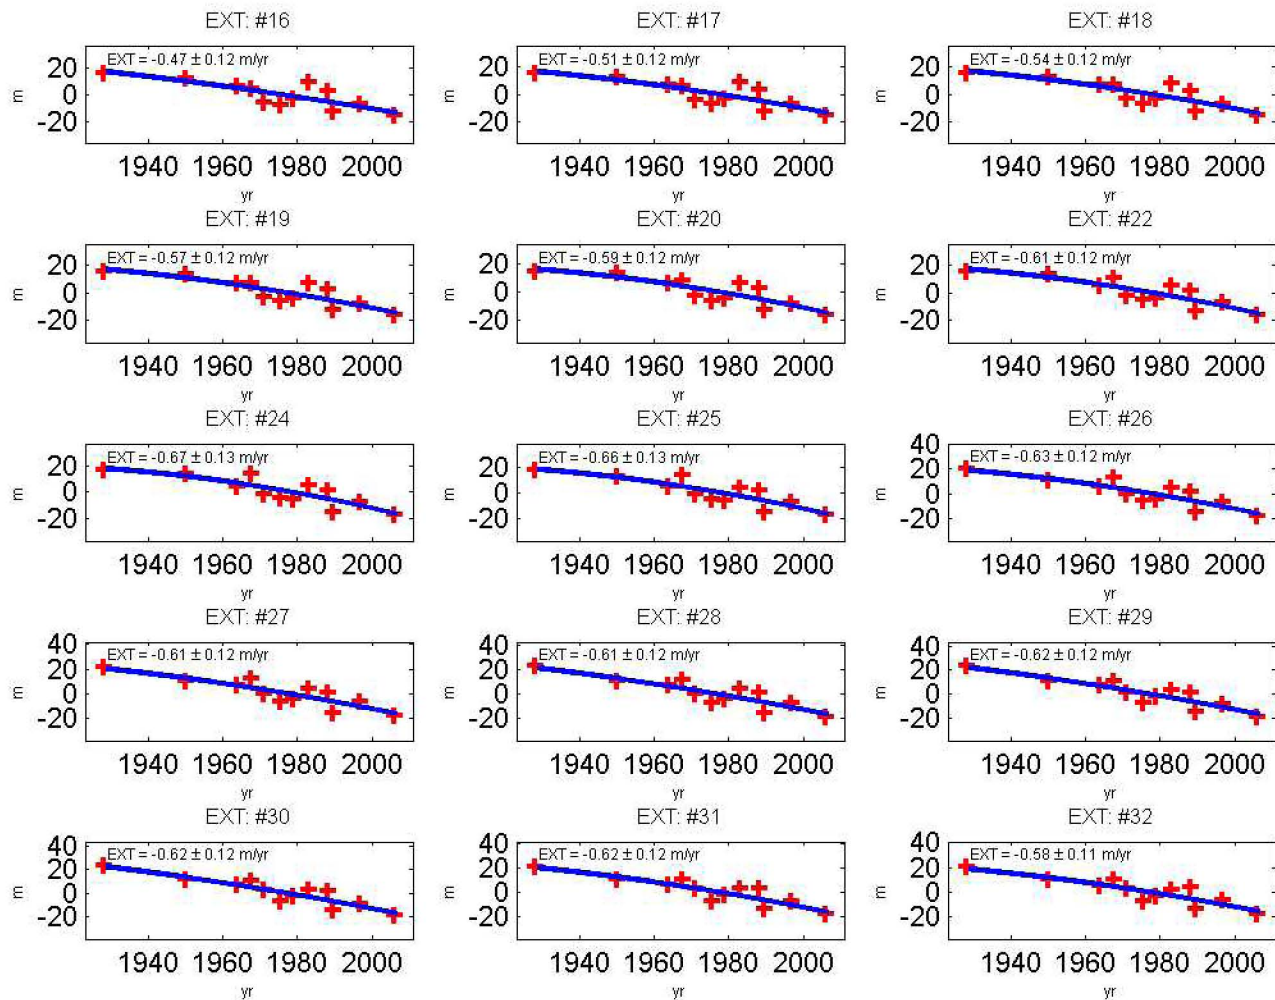 EXT: #16 EXT: #17 EXT: #18
EXT = -0.47 ± 0.12 m/yr EXT = -0.51 ± 0.12 m/yr EXT = -0.54 ± 0.12 m/yr
20 20 20
m 0 m 0 m 0
-20 -20 -20
1940 1960 1980 2000 1940 1960 1980 2000 1940 1960 1980 2000
yr yr yr
EXT: #19 EXT: #20 EXT: #22
EXT = -0.57 ± 0.12 m/yr EXT = -0.59 ± 0.12 m/yr EXT = -0.61 ± 0.12 m/yr
20 20 20
m 0 m 0 m 0
-20 -20 -20
1940 1960 1980 2000 1940 1960 1980 2000 1940 1960 1980 2000
yr yr yr
EXT: #24 EXT: #25 EXT: #26
40
EXT = -0.67 ± 0.13 m/yr EXT = -0.66 ± 0.13 m/yr EXT = -0.63 ± 0.12 m/yr
20 20 20
m 0 m 0 m 0
-20 -20 -20
1940 1960 1980 2000 1940 1960 1980 2000 1940 1960 1980 2000
yr yr yr
EXT: #27 EXT: #28 EXT: #29
40 40 40
EXT = -0.61 ± 0.12 m/yr EXT = -0.61 ± 0.12 m/yr EXT = -0.62 ± 0.12 m/yr
20 20 20
m 0 m 0 m 0
-20 -20 -20
1940 1960 1980 2000 1940 1960 1980 2000 1940 1960 1980 2000
yr yr yr
EXT: #30 EXT: #31 EXT: #32
40 40 40
EXT = -0.62 ± 0.12 m/yr EXT = -0.62 ± 0.12 m/yr EXT = -0.58 ± 0.11 m/yr
20 20 20
m 0 m 0 m 0
-20 -20 -20
1940 1960 1980 2000 1940 1960 1980 2000 1940 1960 1980 2000
yr yr yr